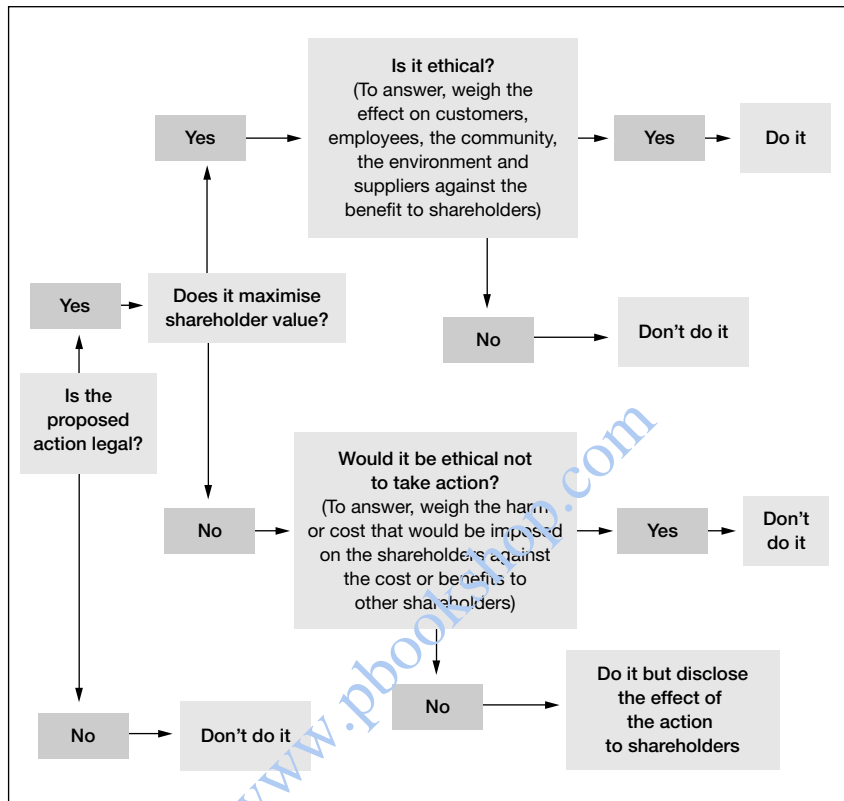 Is it ethical?
(To answer, weigh the
effect on customers,
employees, the community,
the environment and
suppliers against the
benefit to shareholders)
Yes
Yes
Do it
Yes
Does it maximise
shareholder value?
No
Don't do it
Is the
proposed
action legal?
Would it be ethical not
to take action?
(To answer, weigh the harm
or cost that would be imposed
on the shareholders against
the cost or benefits to
other shareholders)
No
Yes
Don't
do it
No
Do it but disclose
the effect of
the action
to shareholders
No
Don't do it
www.pbookshop.com